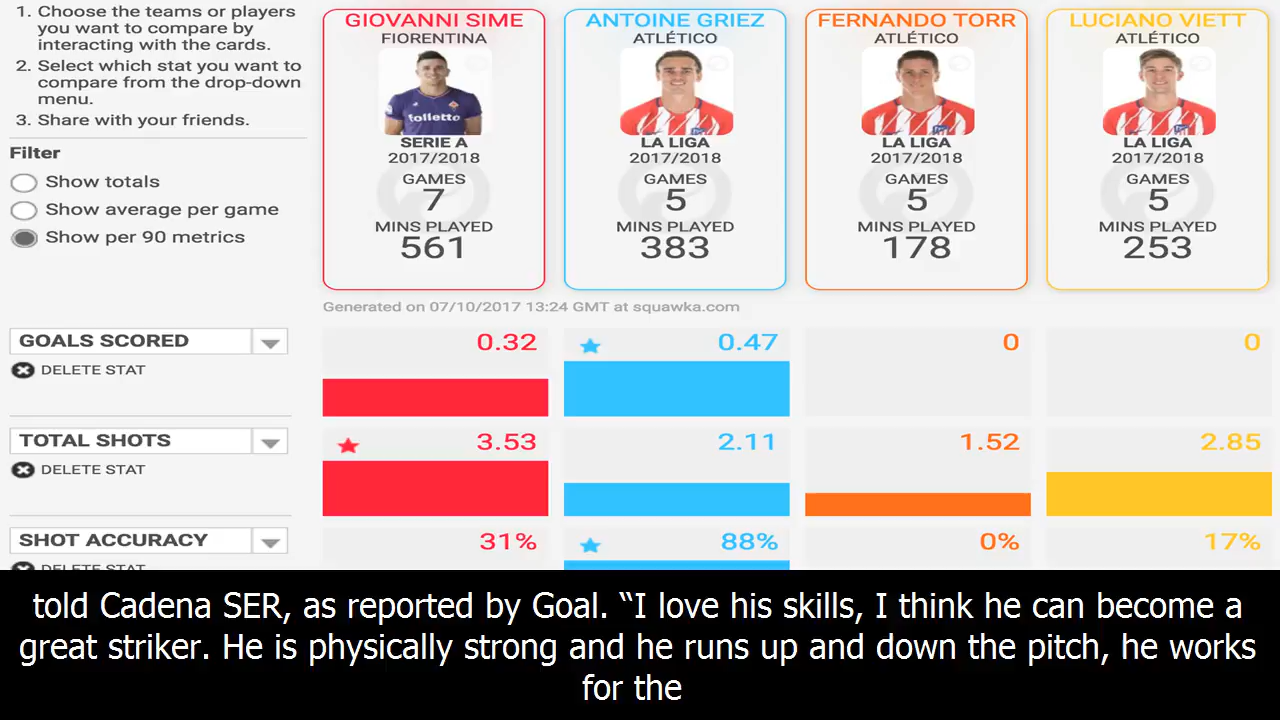 1. Choose the teams or players
you want to compare by
interacting with the cards.
2. Select which stat you want to
compare from the drop-down
menu.
3. Share with your friends.
Filter
Show totals
Show average per game
Show per 90 metrics
GIOVANNI SIME
FIORENTINA
folletto
SERIE A
2017/2018
GAMES
7
MINS PLAYED
561
ANTOINE GRIEZ
ATLÉTICO
LA LIGA
2017/2018
GAMES
5
MINS PLAYED
383
FERNANDO TORR
ATLÉTICO
LA LIGA
2017/2018
GAMES
5
MINS PLAYED
178
LUCIANO VIETT
ATLÉTICO
LA LIGA
2017/2018
GAMES
5
MINS PLAYED
253
Generated on 07/10/2017 13:24 GMT at squawka.com
GOALS SCORED 0.32 0.47 0 0
DELETE STAT
TOTAL SHOTS 3.53 2.11 1.52 2.85
DELETE STAT
SHOT ACCURACY 31% 88% 0% 17%
DELETE STAT
told Cadena SER, as reported by Goal. “I love his skills, I think he can become a
great striker. He is physically strong and he runs up and down the pitch, he works
for the